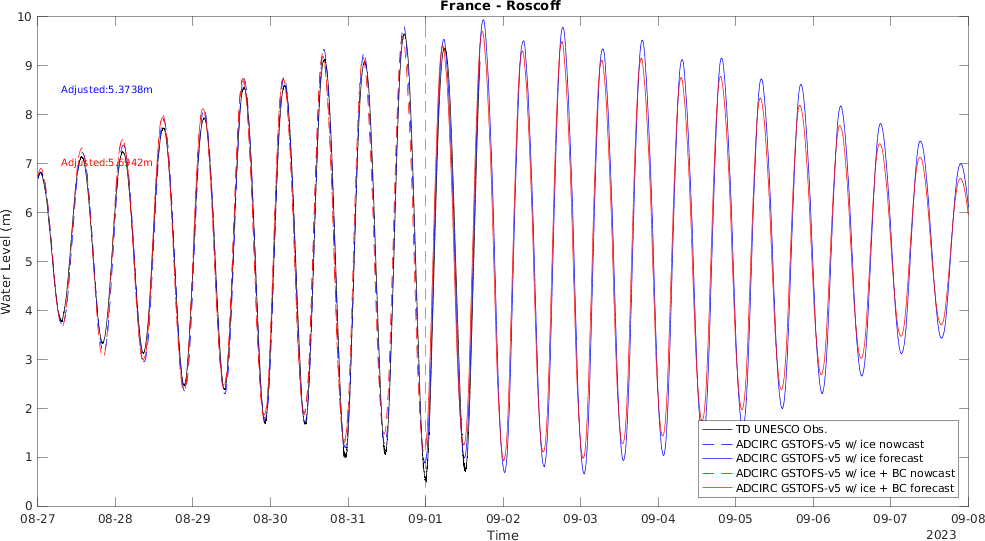 France - Roscoff
10
9
8
7
6
5
4
3
2
1
0
Water Level (m)
Adjusted:5.3738m
Adjusted:5.6942m
TD UNESCO Obs.
ADCIRC GSTOFS-v5 w/ ice nowcast
ADCIRC GSTOFS-v5 w/ ice forecast
ADCIRC GSTOFS-v5 w/ ice + BC nowcast
ADCIRC GSTOFS-v5 w/ ice + BC forecast
08-27 08-28 08-29 08-30 08-31 09-01 09-02 09-03 09-04 09-05 09-06 09-07 09-08
Time
2023